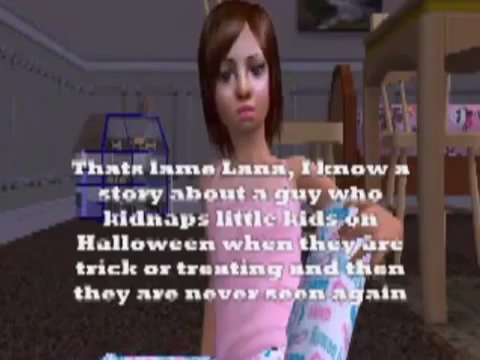 Thats lame Lana, I know a
story about a guy who
kidnaps little kids on
Halloween when they are
trick or treating and then
they are never seen again